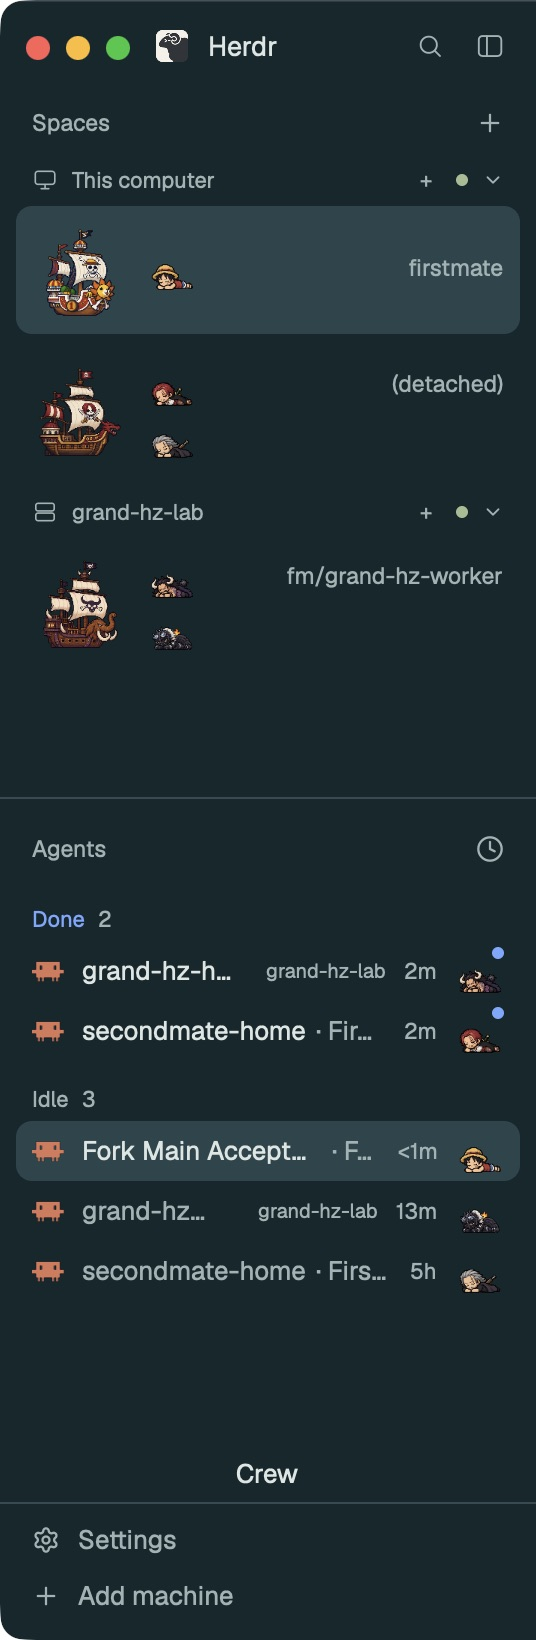 Herdr
Spaces
This computer
firstmate
(detached)
grand-hz-lab
fm/grand-hz-worker
Agents
Done 2
grand-hz-h... grand-hz-lab 2m
secondmate-home · Fir... 2m
Idle 3
Fork Main Accept... · F... <1m
grand-hz... grand-hz-lab 13m
secondmate-home · Firs... 5h
Crew
Settings
Add machine